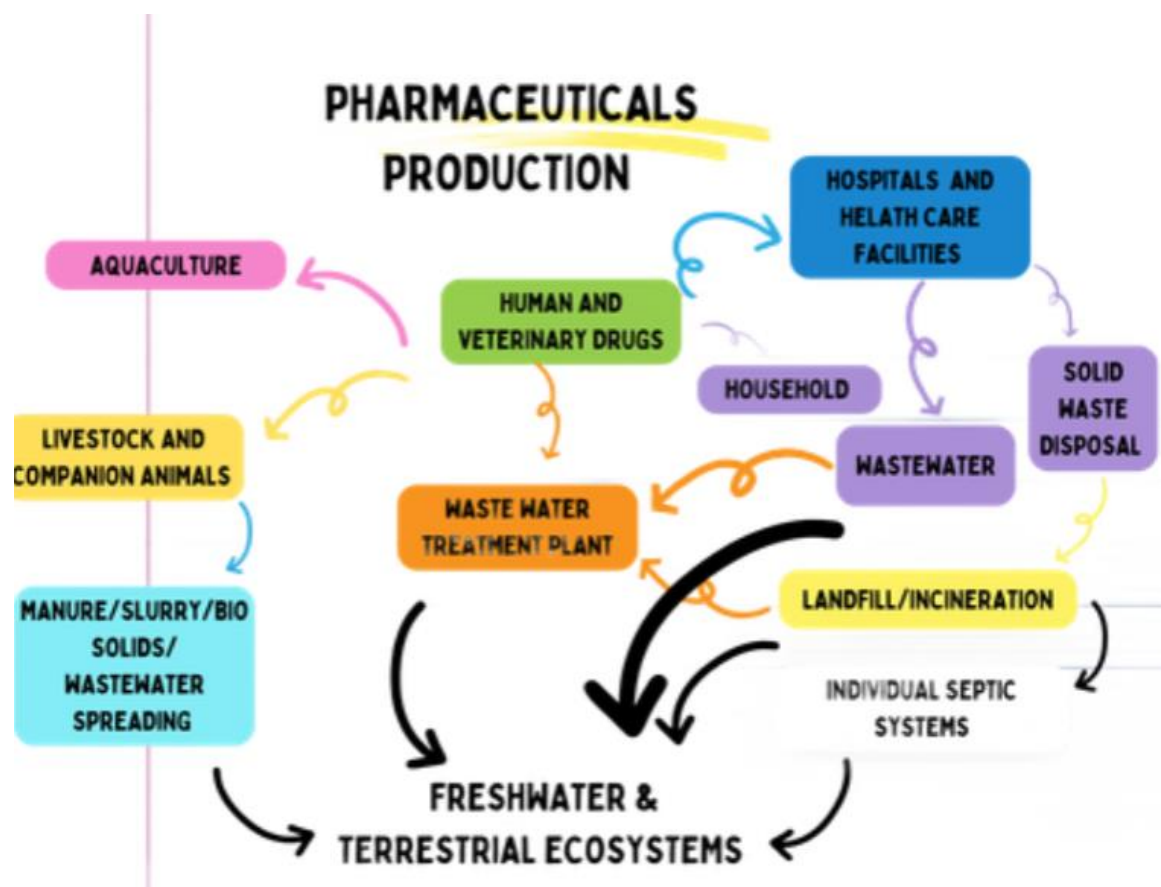 PHARMACEUTICALS
PRODUCTION
HOSPITALS AND
HELATH CARE
FACILITIES
AQUACULTURE
HUMAN AND
VETERINARY DRUGS
HOUSEHOLD
SOLID
WASTE
DISPOSAL
LIVESTOCK AND
COMPANION ANIMALS
WASTEWATER
WASTE WATER
TREATMENT PLANT
MANURE/SLURRY/BIO
SOLIDS/
WASTEWATER
SPREADING
LANDFILL/INCINERATION
INDIVIDUAL SEPTIC
SYSTEMS
FRESHWATER &
TERRESTRIAL ECOSYSTEMS